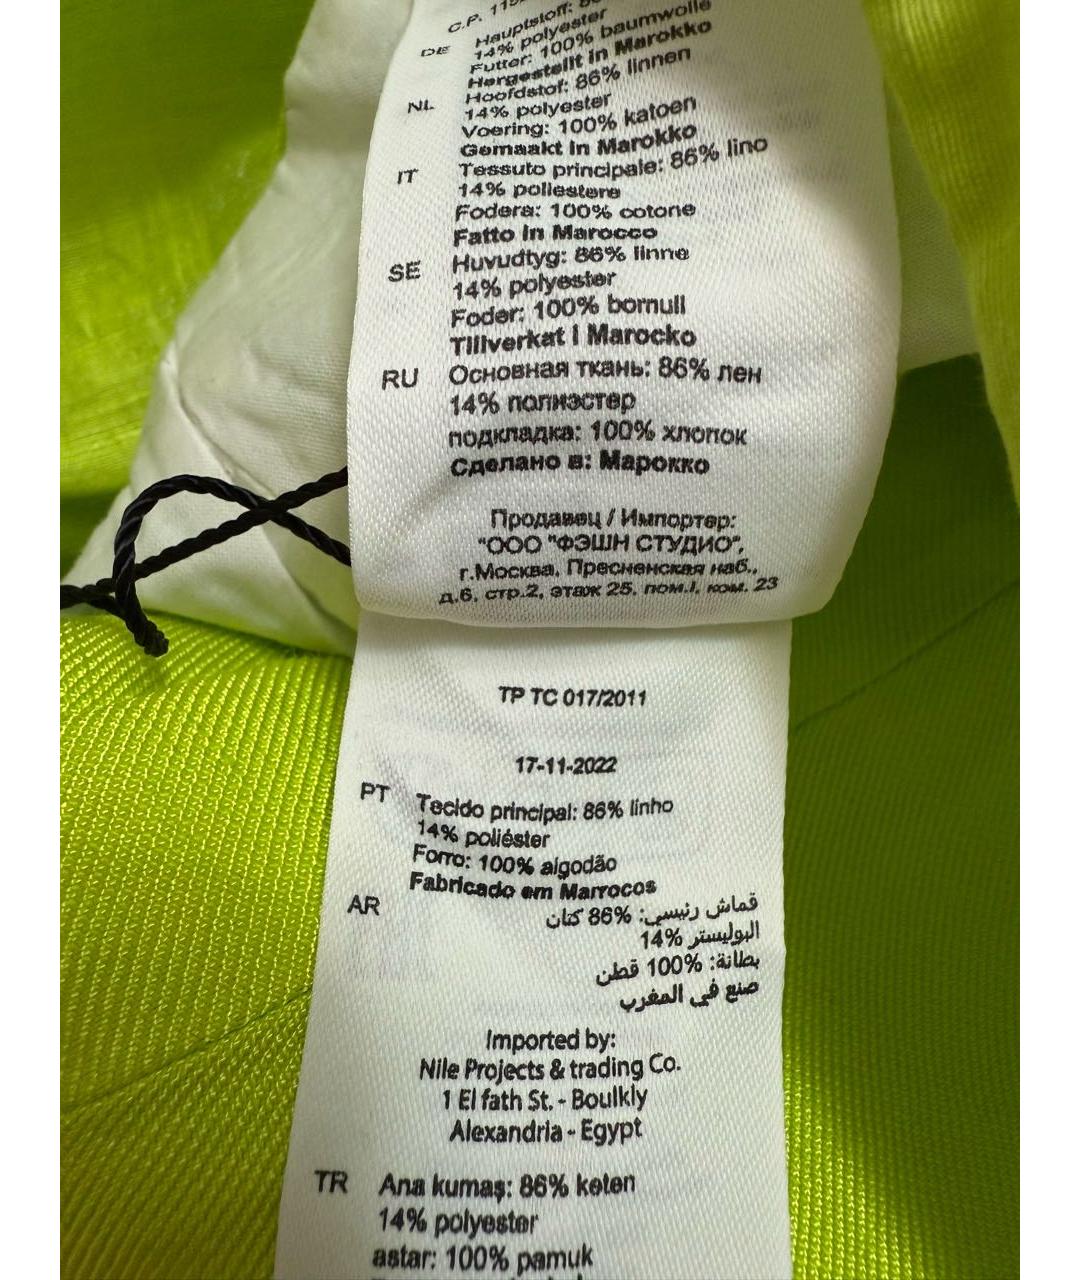 C.P.
DE
Hauptstoff:
14% polyester
Futter: 100% baumwolle
Hergestellt in Marokko
NL
Hoofdstof: 86% linnen
14% polyester
Voering: 100% katoen
Gemaakt in Marokko
IT
Tessuto principale: 86% lino
14% poliestere
Fodera: 100% cotone
Fatto in Marocco
SE
Huvudtyg: 86% linne
14% polyester
Foder: 100% bomull
Tillverkat i Marocko
RU
Основная ткань: 86% лен
14% полиэстер
подкладка: 100% хлопок
Сделано в: Марокко
Продавец / Импортер:
"ООО "ФЭШН СТУДИО",
г.Москва, Пресненская наб.,
д.6, стр.2, этаж 25, пом.I, ком. 23
ТР ТС 017/2011
17-11-2022
PT
Tecido principal: 86% linho
14% poliéster
Forro: 100% algodão
Fabricado em Marrocos
AR
قماش رئيسي: 86% كتان
البوليستر 14%
بطانة: 100% قطن
صنع في المغرب
Imported by:
Nile Projects & trading Co.
1 El fath St. - Boulkly
Alexandria - Egypt
TR
Ana kumaş: 86% keten
14% polyester
astar: 100% pamuk